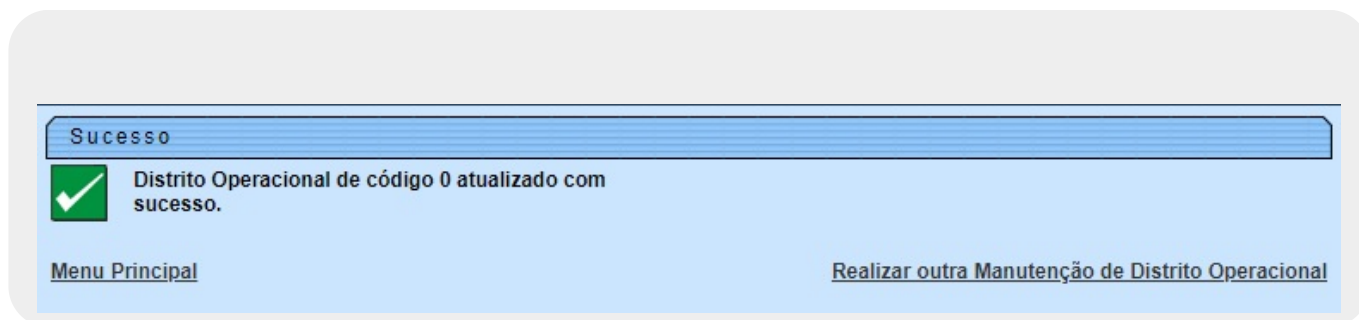 Sucesso
Distrito Operacional de código 0 atualizado com
sucesso.
Menu Principal
Realizar outra Manutenção de Distrito Operacional